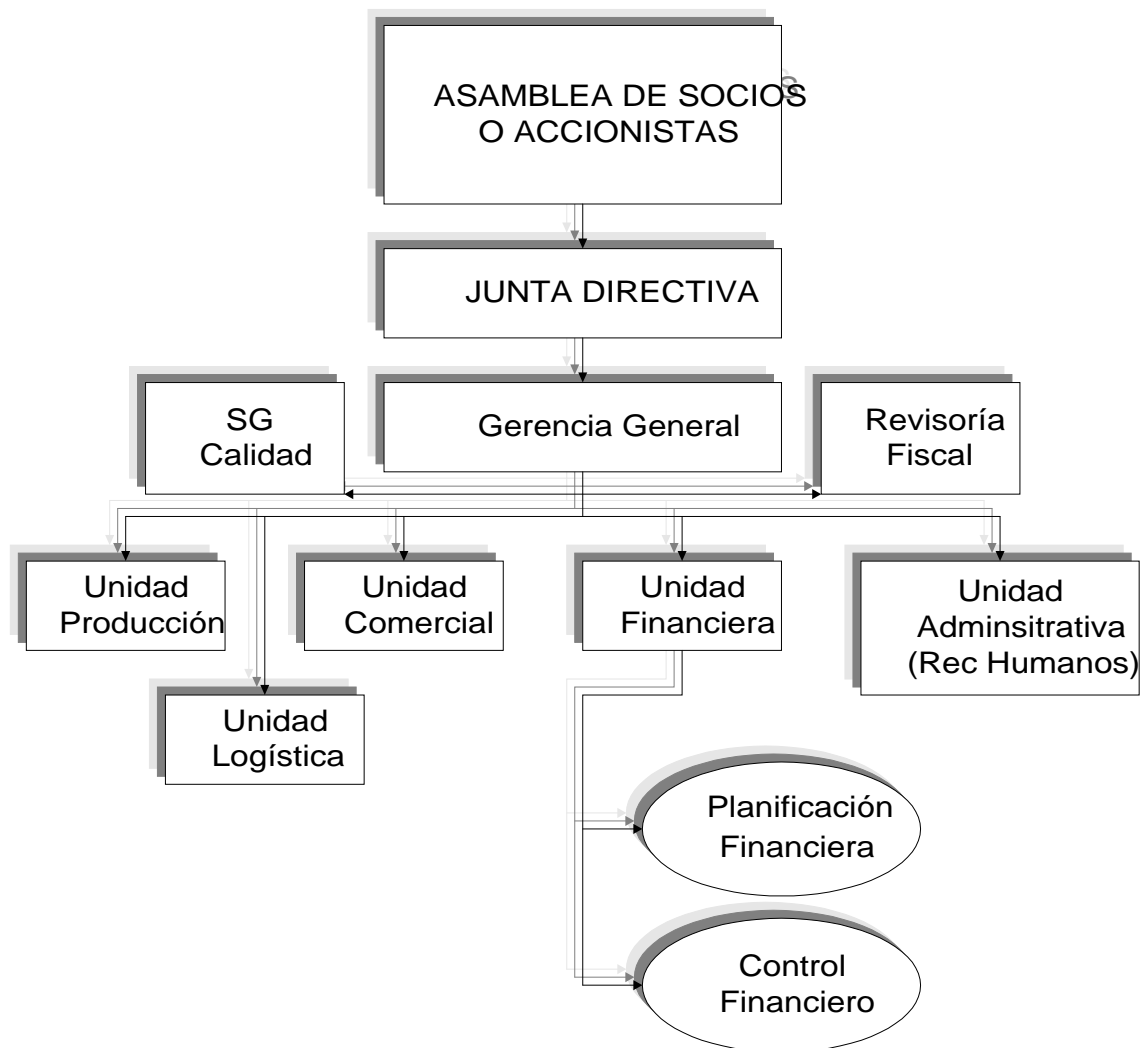 ASAMBLEA DE SOCIOS
O ACCIONISTAS
JUNTA DIRECTIVA
SG
Calidad
Gerencia General
Revisoría
Fiscal
Unidad
Producción
Unidad
Comercial
Unidad
Financiera
Unidad
Adminsitrativa
(Rec Humanos)
Unidad
Logística
Planificación
Financiera
Control
Financiero